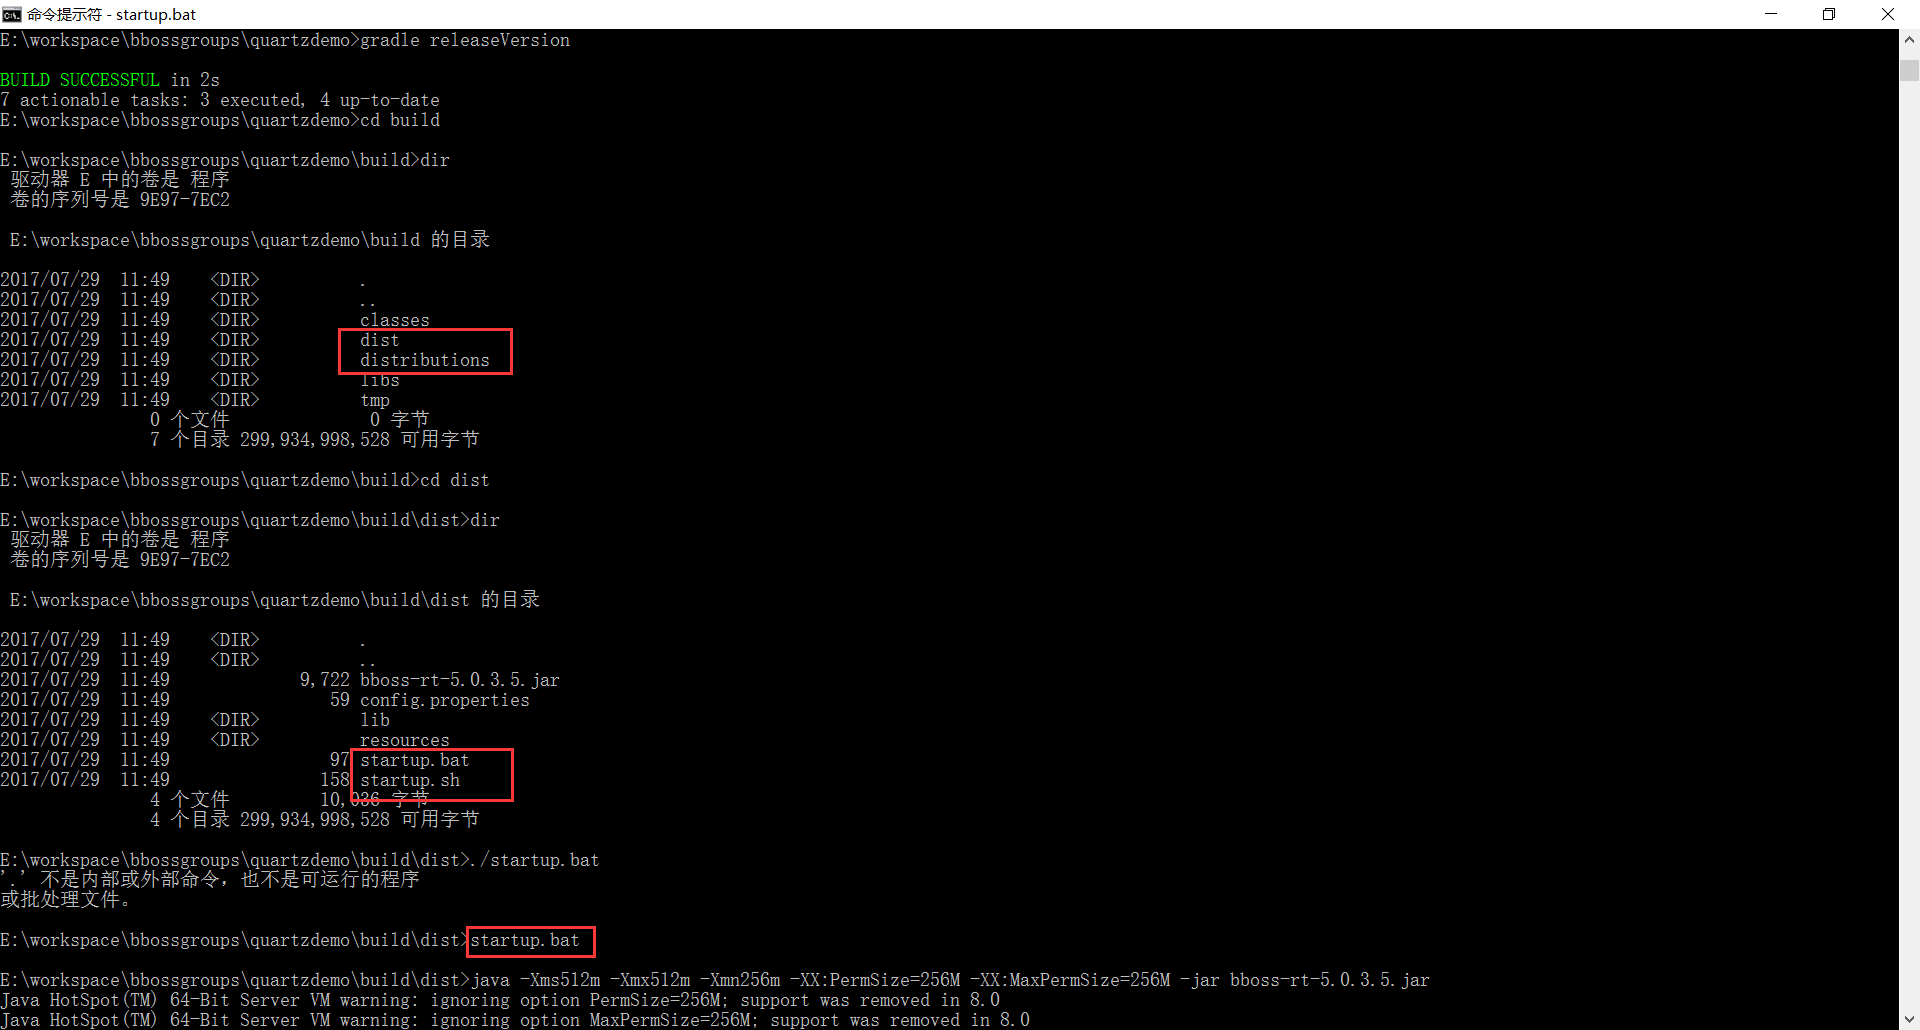 命令提示符 - startup.bat
E:\workspace\bbossgroups\quartzdemo>gradle releaseVersion
BUILD SUCCESSFUL in 2s
7 actionable tasks: 3 executed, 4 up-to-date
E:\workspace\bbossgroups\quartzdemo>cd build
E:\workspace\bbossgroups\quartzdemo\build>dir
驱动器 E 中的卷是 程序
卷的序列号是 9E97-7EC2
E:\workspace\bbossgroups\quartzdemo\build 的目录
2017/07/29  11:49    <DIR>          .
2017/07/29  11:49    <DIR>          ..
2017/07/29  11:49    <DIR>          classes
2017/07/29  11:49    <DIR>          dist
2017/07/29  11:49    <DIR>          distributions
2017/07/29  11:49    <DIR>          libs
2017/07/29  11:49    <DIR>          tmp
0 个文件              0 字节
7 个目录 299,934,998,528 可用字节
E:\workspace\bbossgroups\quartzdemo\build>cd dist
E:\workspace\bbossgroups\quartzdemo\build\dist>dir
驱动器 E 中的卷是 程序
卷的序列号是 9E97-7EC2
E:\workspace\bbossgroups\quartzdemo\build\dist 的目录
2017/07/29  11:49    <DIR>          .
2017/07/29  11:49    <DIR>          ..
2017/07/29  11:49             9,722 bboss-rt-5.0.3.5.jar
2017/07/29  11:49                59 config.properties
2017/07/29  11:49    <DIR>          lib
2017/07/29  11:49    <DIR>          resources
2017/07/29  11:49                97 startup.bat
2017/07/29  11:49               158 startup.sh
4 个文件         10,036 字节
4 个目录 299,934,998,528 可用字节
E:\workspace\bbossgroups\quartzdemo\build\dist>./startup.bat
'.' 不是内部或外部命令，也不是可运行的程序
或批处理文件。
E:\workspace\bbossgroups\quartzdemo\build\dist>startup.bat
E:\workspace\bbossgroups\quartzdemo\build\dist>java -Xms512m -Xmx512m -Xmn256m -XX:PermSize=256M -XX:MaxPermSize=256M -jar bboss-rt-5.0.3.5.jar
Java HotSpot(TM) 64-Bit Server VM warning: ignoring option PermSize=256M; support was removed in 8.0
Java HotSpot(TM) 64-Bit Server VM warning: ignoring option MaxPermSize=256M; support was removed in 8.0